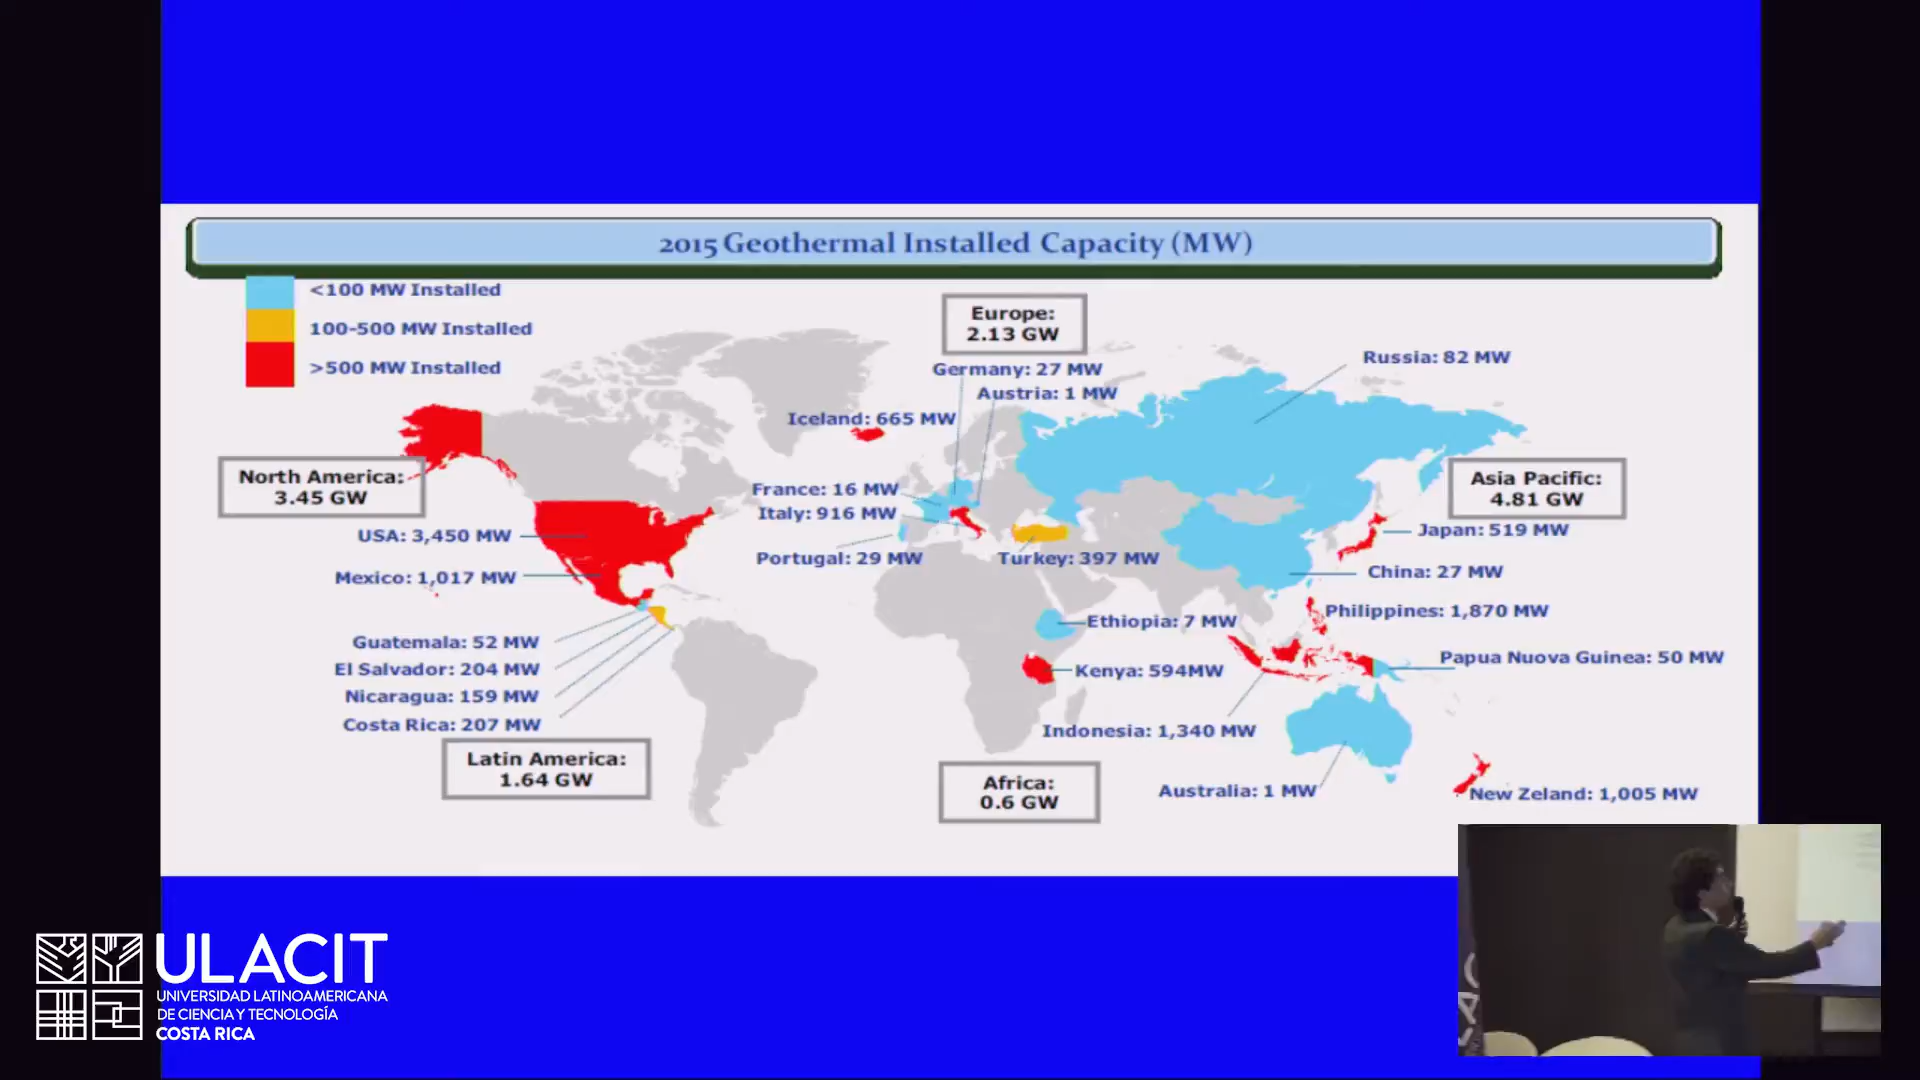 2015 Geothermal Installed Capacity (MW)
<100 MW Installed
100-500 MW Installed
>500 MW Installed
Europe:
2.13 GW
Germany: 27 MW
Austria: 1 MW
Russia: 82 MW
Iceland: 665 MW
North America:
3.45 GW
Asia Pacific:
4.81 GW
France: 16 MW
Italy: 916 MW
USA: 3,450 MW
Japan: 519 MW
Portugal: 29 MW
Turkey: 397 MW
Mexico: 1,017 MW
China: 27 MW
Philippines: 1,870 MW
Ethiopia: 7 MW
Guatemala: 52 MW
El Salvador: 204 MW
Nicaragua: 159 MW
Costa Rica: 207 MW
Kenya: 594MW
Papua Nuova Guinea: 50 MW
Indonesia: 1,340 MW
Latin America:
1.64 GW
Africa:
0.6 GW
Australia: 1 MW
New Zeland: 1,005 MW
ULACIT
UNIVERSIDAD LATINOAMERICANA
DE CIENCIA Y TECNOLOGÍA
COSTA RICA